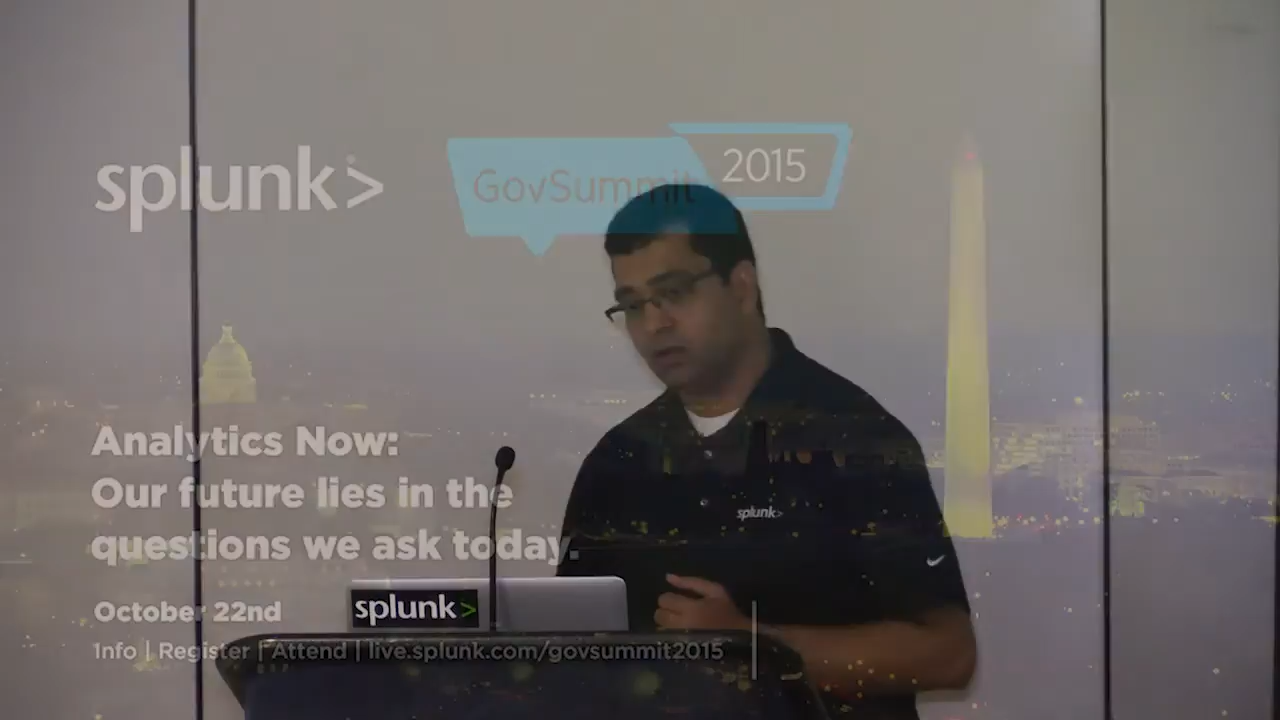 splunk>
GovSummit
2015
Analytics Now:
Our future lies in the
questions we ask today.
October 22nd
Info | Register | Attend | live.splunk.com/govsummit2015
splunk>
splunk>